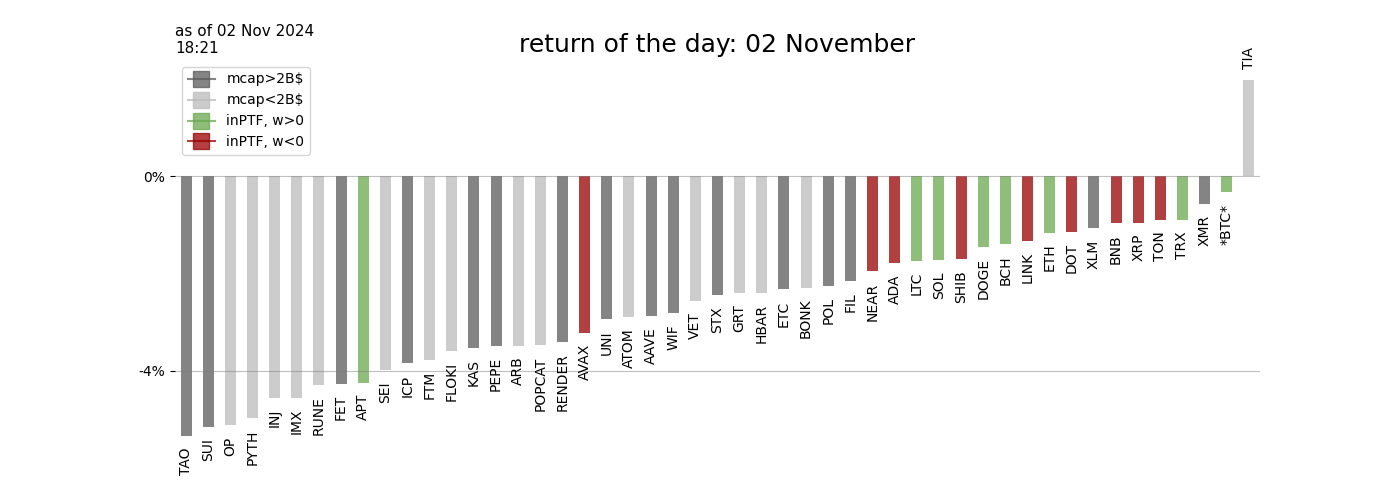 as of 02 Nov 2024
18:21
return of the day: 02 November
mcap>2B$
mcap<2B$
inPTF, w>0
inPTF, w<0
0%
-4%
TAO
SUI
OP
PYTH
INJ
IMX
RUNE
FET
APT
SEI
ICP
FTM
FLOKI
KAS
PEPE
ARB
POPCAT
RENDER
AVAX
UNI
ATOM
AAVE
WIF
VET
STX
GRT
HBAR
ETC
BONK
POL
FIL
NEAR
ADA
LTC
SOL
SHIB
DOGE
BCH
LINK
ETH
DOT
XLM
BNB
XRP
TON
TRX
XMR
*BTC*
TIA